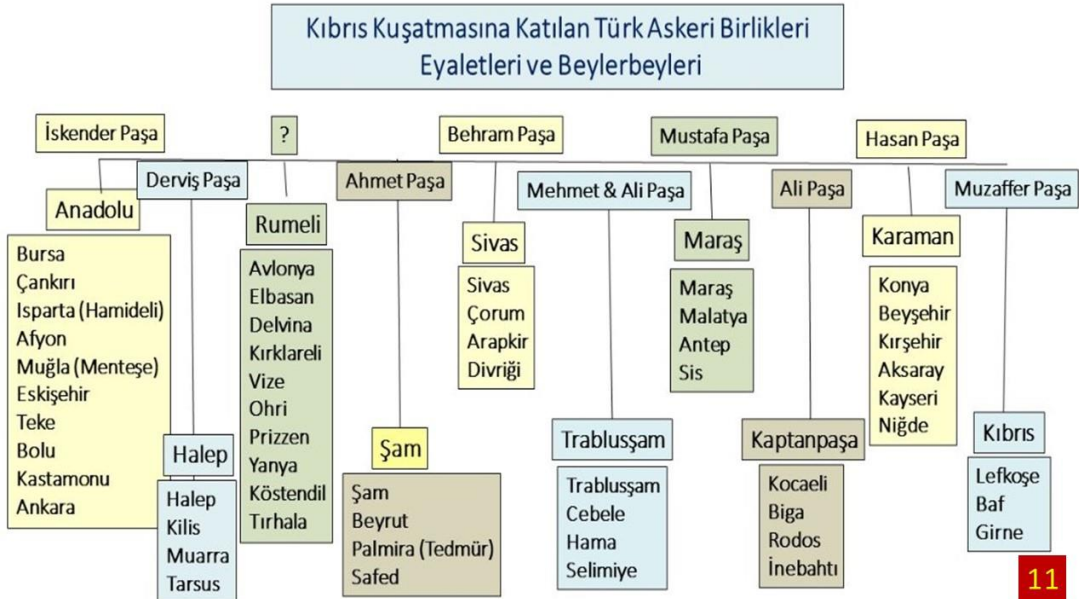 Kıbrıs Kuşatmasına Katılan Türk Askeri Birlikleri
Eyaletleri ve Beylerbeyleri
İskender Paşa
Anadolu
Bursa
Çankırı
Isparta (Hamideli)
Afyon
Muğla (Menteşe)
Eskişehir
Teke
Bolu
Kastamonu
Ankara
Derviş Paşa
Halep
Halep
Kilis
Muarra
Tarsus
?
Rumeli
Avlonya
Elbasan
Delvina
Kırklareli
Vize
Ohri
Prizzen
Yanya
Köstendil
Tırhala
Ahmet Paşa
Şam
Şam
Beyrut
Palmira (Tedmür)
Safed
Behram Paşa
Sivas
Sivas
Çorum
Arapkir
Divriği
Mehmet & Ali Paşa
Trablusşam
Trablusşam
Cebele
Hama
Selimiye
Mustafa Paşa
Maraş
Maraş
Malatya
Antep
Sis
Ali Paşa
Kaptanpaşa
Kocaeli
Biga
Rodos
İnebahtı
Hasan Paşa
Karaman
Konya
Beyşehir
Kırşehir
Aksaray
Kayseri
Niğde
Muzaffer Paşa
Kıbrıs
Lefkoşe
Baf
Girne
11